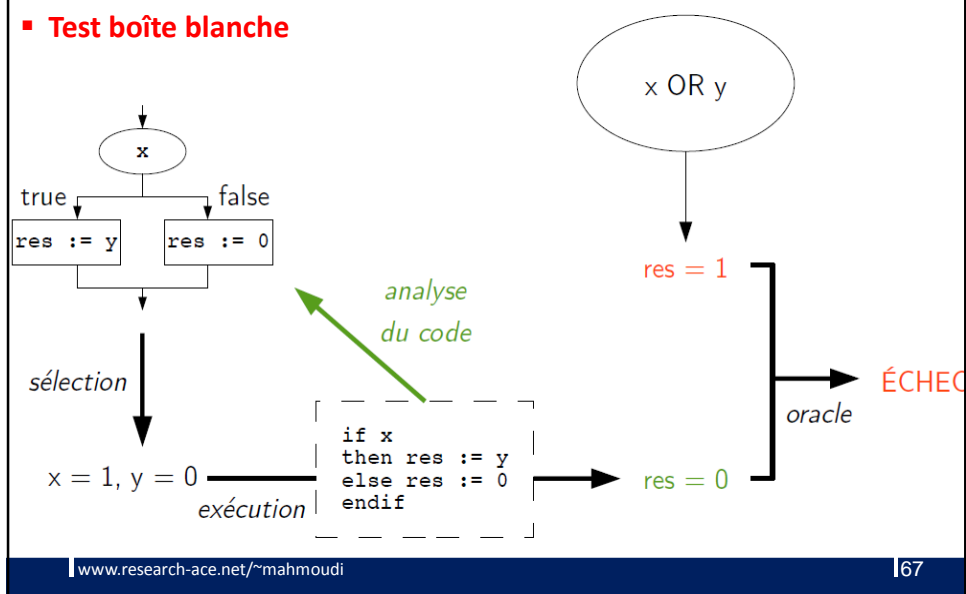 Test boîte blanche
x OR y
x
true
false
res := y
res := 0
res = 1
analyse
du code
sélection
ÉCHEC
oracle
if x
then res := y
else res := 0
endif
x = 1, y = 0
exécution
res = 0
www.research-ace.net/~mahmoudi
67